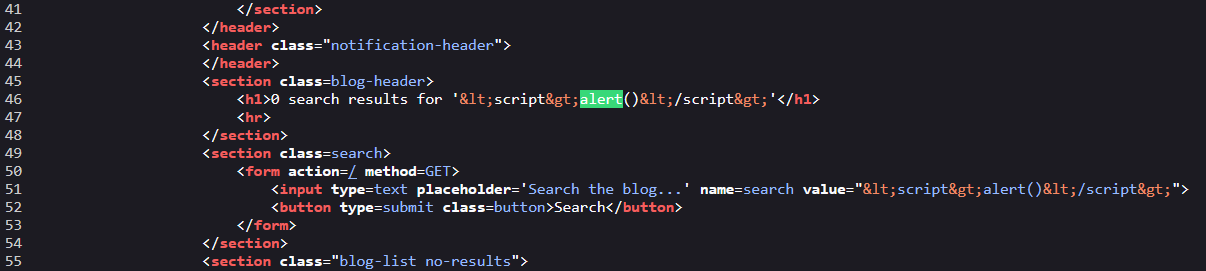 41 </section>
42 </header>
43 <header class="notification-header">
44 </header>
45 <section class=blog-header>
46 <h1>0 search results for '&lt;script&gt;alert()&lt;/script&gt;'</h1>
47 <hr>
48 </section>
49 <section class=search>
50 <form action=/ method=GET>
51 <input type=text placeholder='Search the blog...' name=search value="&lt;script&gt;alert()&lt;/script&gt;">
52 <button type=submit class=button>Search</button>
53 </form>
54 </section>
55 <section class="blog-list no-results">